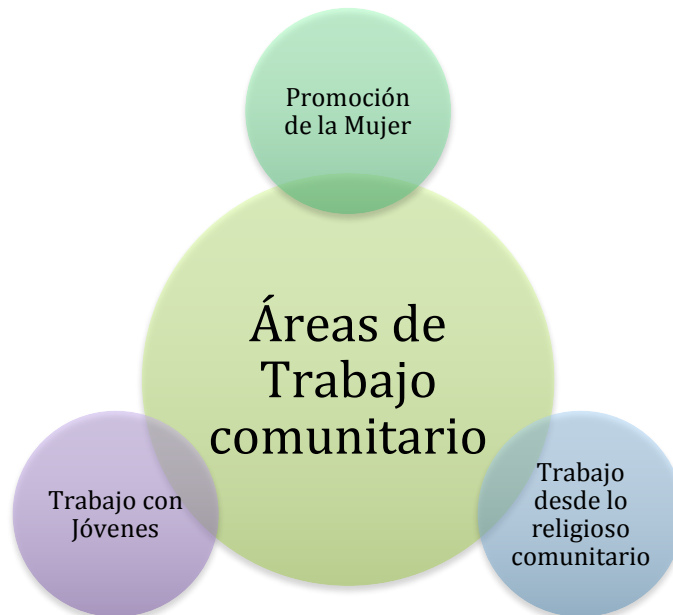 Promoción
de la Mujer
Áreas de
Trabajo
comunitario
Trabajo con
Jóvenes
Trabajo
desde lo
religioso
comunitario